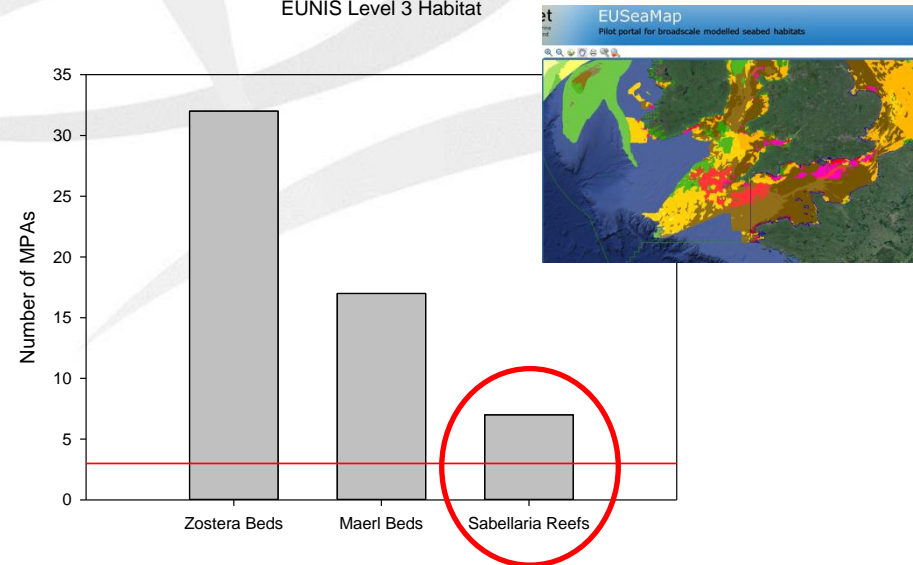 EUNIS Level 3 Habitat
et
EUSeaMap
Pilot portal for broadscale modelled seabed habitats
35
30
25
20
15
10
5
0
Number of MPAs
Zostera Beds
Maerl Beds
Sabellaria Reefs